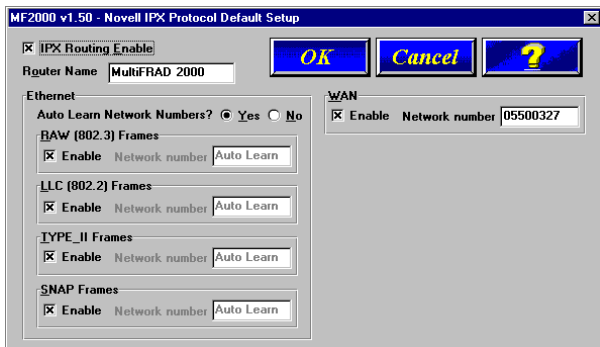 MF2000 v1.50 - Novell IPX Protocol Default Setup
IPX Routing Enable
Router Name MultiFRAD 2000
OK Cancel ?
Ethernet
Auto Learn Network Numbers? Yes No
RAW (802.3) Frames
Enable Network number Auto Learn
LLC (802.2) Frames
Enable Network number Auto Learn
TYPE_II Frames
Enable Network number Auto Learn
SNAP Frames
Enable Network number Auto Learn
WAN
Enable Network number 05500327